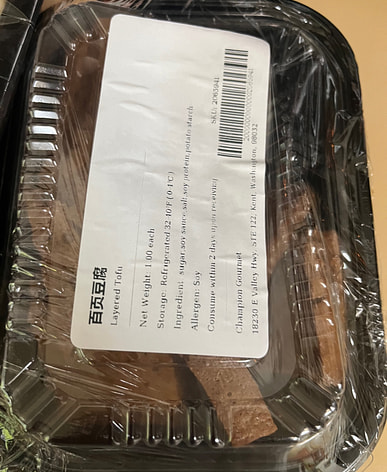 百页豆腐
Layered Tofu
Net Weight: 1.00 each
Storage: Refrigerated 32-40°F ( 0-4°C)
Ingredient: sugar,soy sauce,salt,soy protein,potato starch
Allergen: Soy
Consume within 2 days upon receiving
Champion Gourmet
18230 E Valley Hwy. STE 122, Kent, Washington, 98032
SKU: 2065941